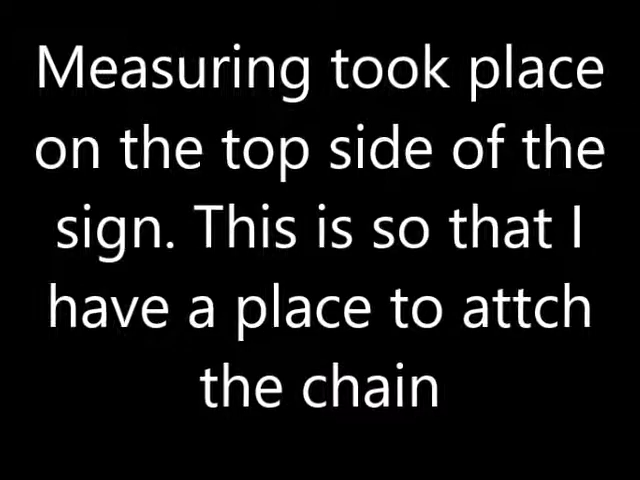 Measuring took place
on the top side of the
sign. This is so that I
have a place to attch
the chain